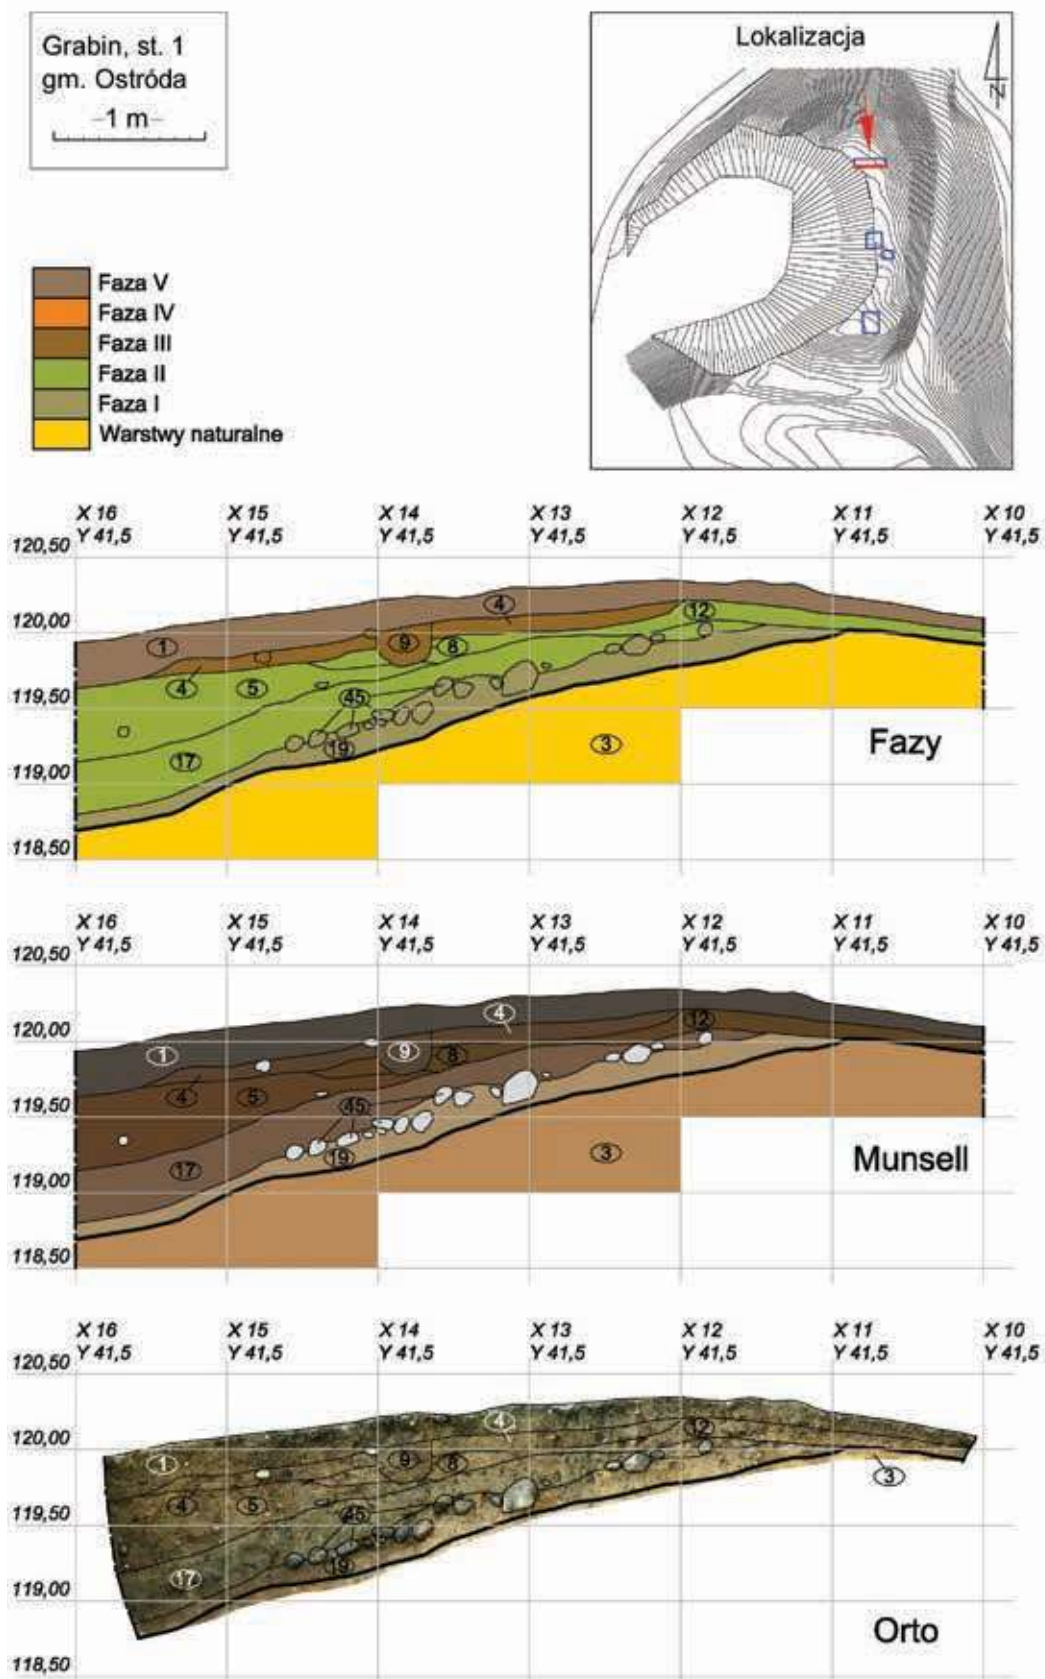 Grabin, st. 1
gm. Ostróda
1 m
Lokalizacja
N
Faza V
Faza IV
Faza III
Faza II
Faza I
Warstwy naturalne
X 16 X 15 X 14 X 13 X 12 X 11 X 10
Y 41,5 Y 41,5 Y 41,5 Y 41,5 Y 41,5 Y 41,5 Y 41,5
120,50
4 12
120,00
1 9 8
4 5
45
119,50
19 3 Fazy
17
119,00
118,50
X 16 X 15 X 14 X 13 X 12 X 11 X 10
Y 41,5 Y 41,5 Y 41,5 Y 41,5 Y 41,5 Y 41,5 Y 41,5
120,50
4 12
120,00
1 9 8
4 5
45
119,50
19 3 Munsell
17
119,00
118,50
X 16 X 15 X 14 X 13 X 12 X 11 X 10
Y 41,5 Y 41,5 Y 41,5 Y 41,5 Y 41,5 Y 41,5 Y 41,5
120,50
4 12
120,00
1 9 8
3
4 5
45
119,50
19
17
119,00
Orto
118,50